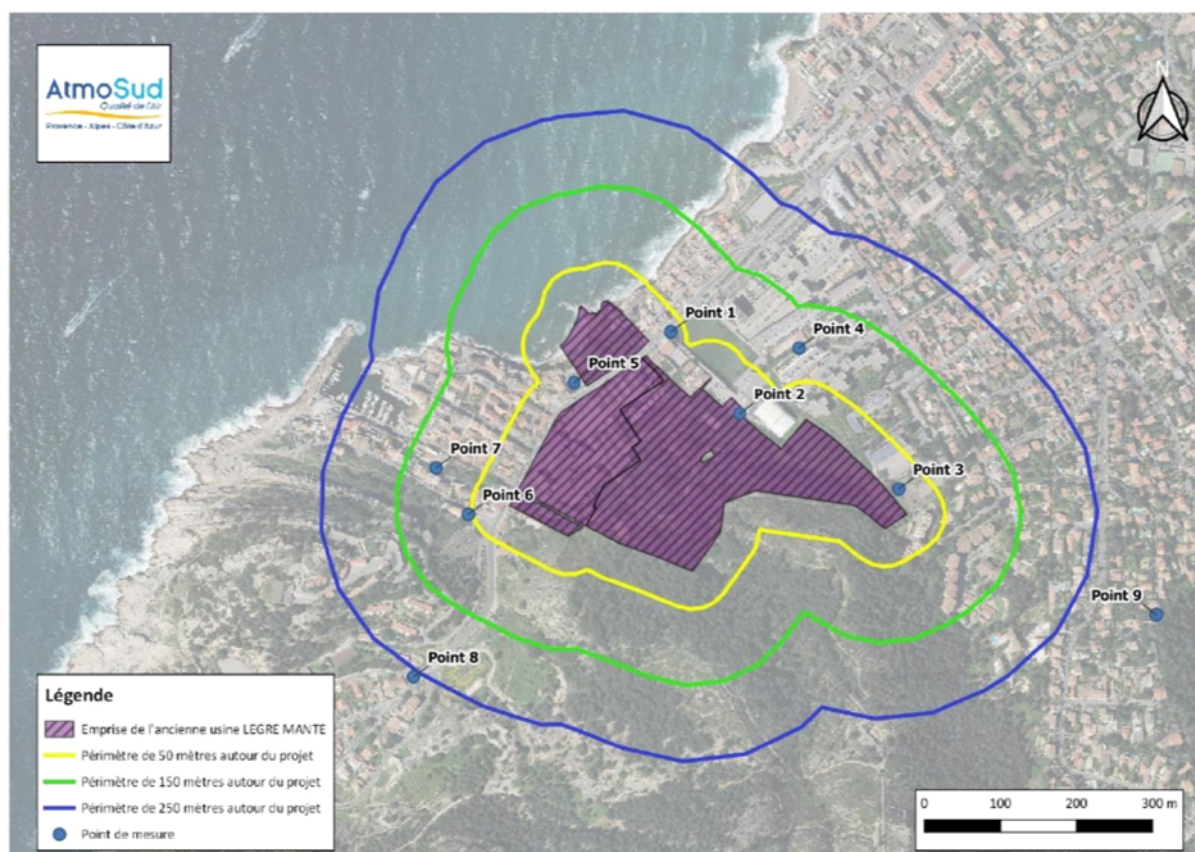 AtmoSud
Qualité de l'Air
Provence - Alpes - Côte d'Azur
N
Point 1
Point 4
Point 5
Point 2
Point 7
Point 3
Point 6
Point 9
Point 8
Légende
Emprise de l'ancienne usine LEGRE MANTE
Périmètre de 50 mètres autour du projet
Périmètre de 150 mètres autour du projet
Périmètre de 250 mètres autour du projet
Point de mesure
0 100 200 300 m